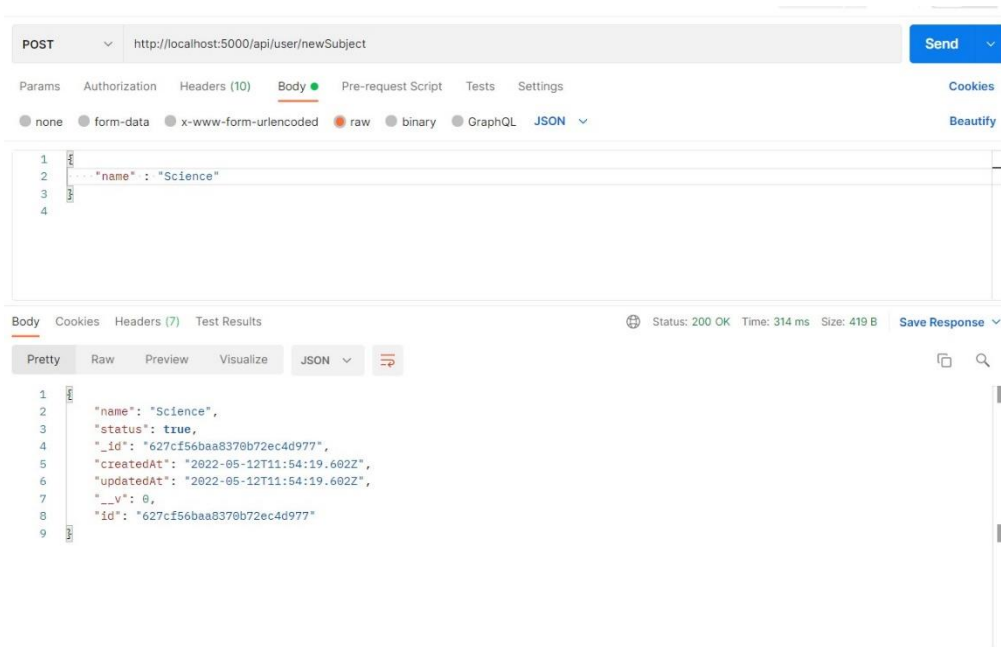 POST http://localhost:5000/api/user/newSubject Send
Params Authorization Headers (10) Body Pre-request Script Tests Settings Cookies
none form-data x-www-form-urlencoded raw binary GraphQL JSON Beautify
1 {
2 "name" : "Science"
3 }
4
Body Cookies Headers (7) Test Results Status: 200 OK Time: 314 ms Size: 419 B Save Response
Pretty Raw Preview Visualize JSON
1 {
2 "name": "Science",
3 "status": true,
4 "_id": "627cf56baa8370b72ec4d977",
5 "createdAt": "2022-05-12T11:54:19.602Z",
6 "updatedAt": "2022-05-12T11:54:19.602Z",
7 "__v": 0,
8 "id": "627cf56baa8370b72ec4d977"
9 }